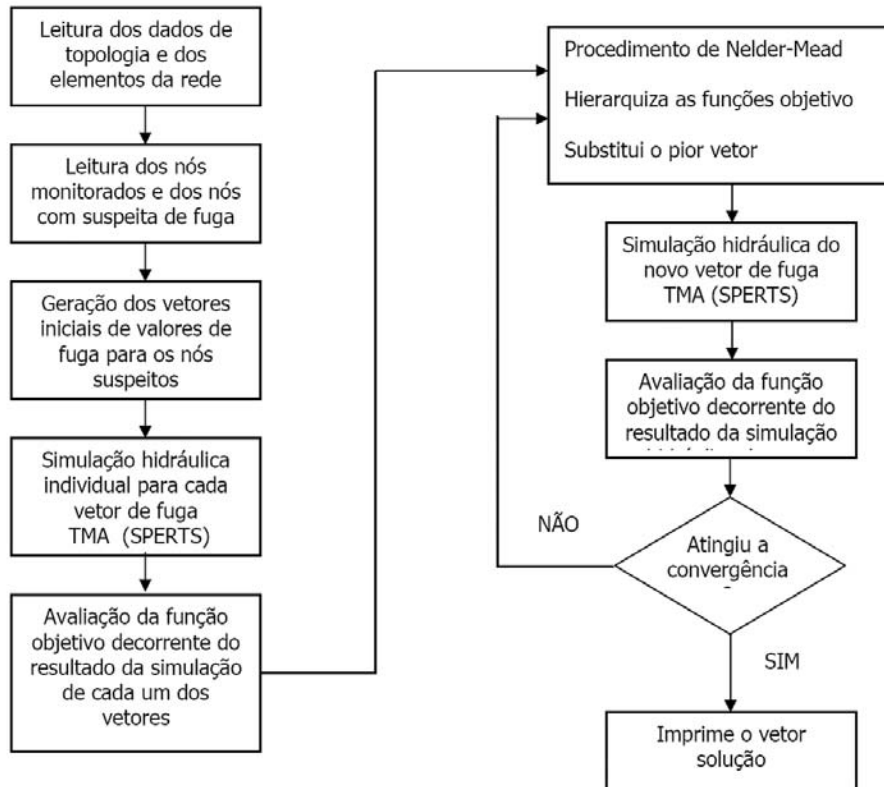 Leitura dos dados de
topologia e dos
elementos da rede
Leitura dos nós
monitorados e dos nós
com suspeita de fuga
Geração dos vetores
iniciais de valores de
fuga para os nós
suspeitos
Simulação hidráulica
individual para cada
vetor de fuga
TMA (SPERTS)
Avaliação da função
objetivo decorrente do
resultado da simulação
de cada um dos
vetores
Procedimento de Nelder-Mead
Hierarquiza as funções objetivo
Substitui o pior vetor
Simulação hidráulica do
novo vetor de fuga
TMA (SPERTS)
Avaliação da função
objetivo decorrente do
resultado da simulação
NÃO
Atingiu a
convergência
SIM
Imprime o vetor
solução